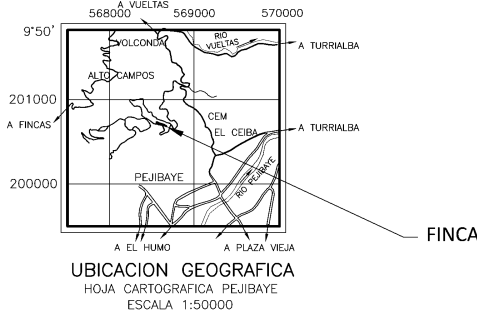 A VUELTAS
568000 569000 570000
9°50'
VOLCONDA
RIO
VUELTAS
A TURRIALBA
ALTO CAMPOS
201000
CEM
A FINCAS
EL CEIBA
A TURRIALBA
PEJIBAYE
RIO PEJIBAYE
200000
FINCA
A EL HUMO
A PLAZA VIEJA
UBICACION GEOGRAFICA
HOJA CARTOGRAFICA PEJIBAYE
ESCALA 1:50000